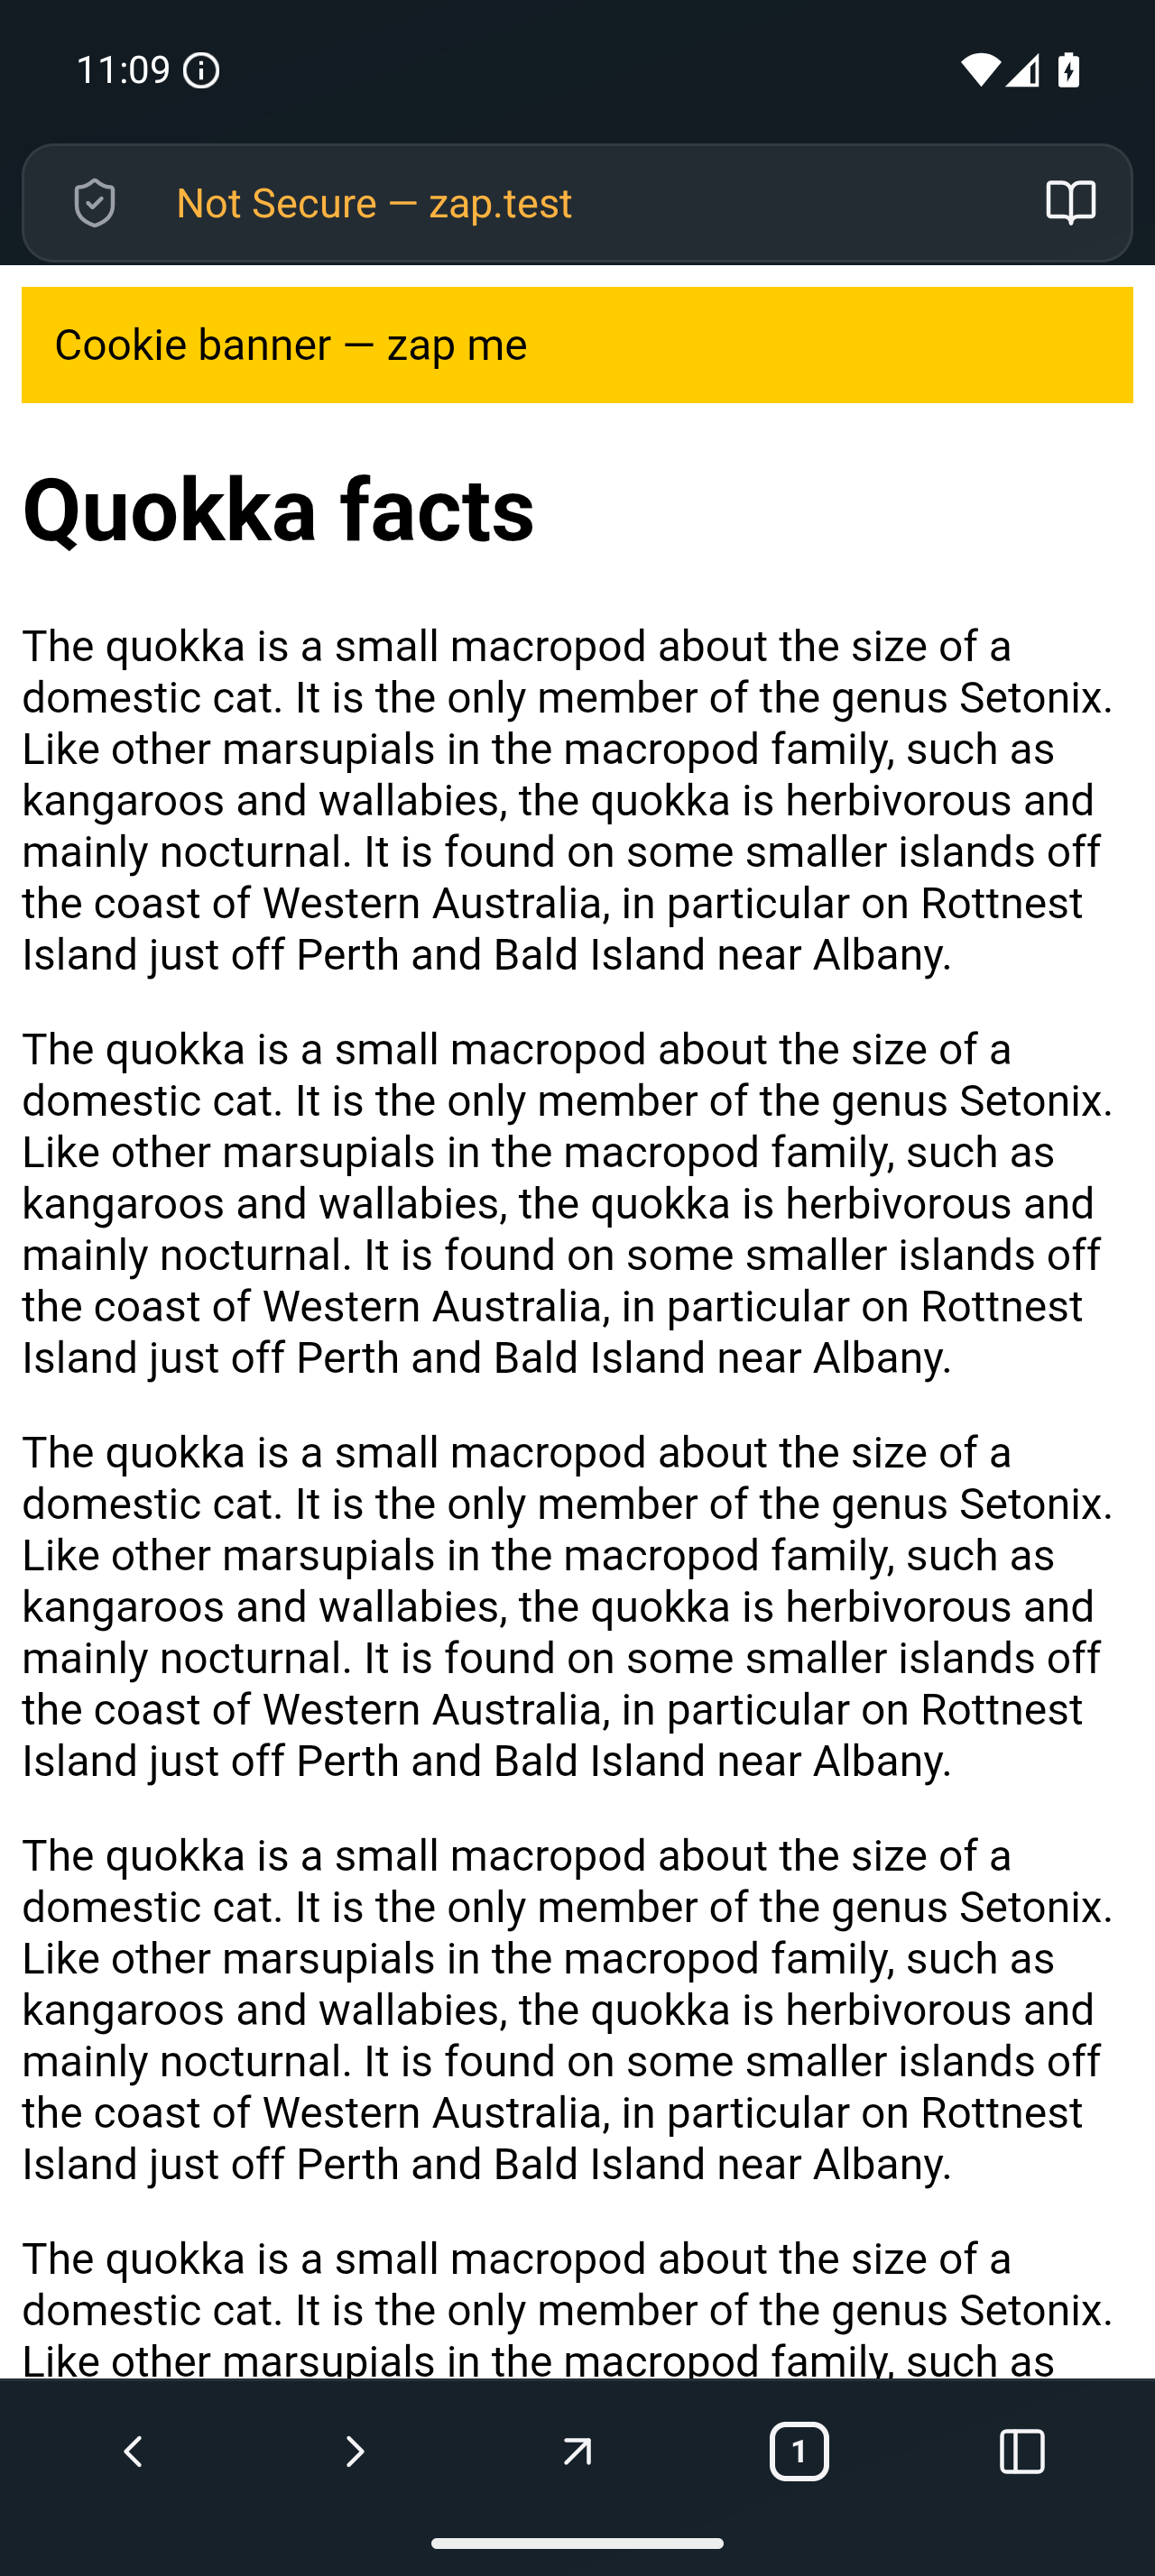 11:09
Not Secure — zap.test
Cookie banner — zap me
Quokka facts
The quokka is a small macropod about the size of a
domestic cat. It is the only member of the genus Setonix.
Like other marsupials in the macropod family, such as
kangaroos and wallabies, the quokka is herbivorous and
mainly nocturnal. It is found on some smaller islands off
the coast of Western Australia, in particular on Rottnest
Island just off Perth and Bald Island near Albany.
The quokka is a small macropod about the size of a
domestic cat. It is the only member of the genus Setonix.
Like other marsupials in the macropod family, such as
kangaroos and wallabies, the quokka is herbivorous and
mainly nocturnal. It is found on some smaller islands off
the coast of Western Australia, in particular on Rottnest
Island just off Perth and Bald Island near Albany.
The quokka is a small macropod about the size of a
domestic cat. It is the only member of the genus Setonix.
Like other marsupials in the macropod family, such as
kangaroos and wallabies, the quokka is herbivorous and
mainly nocturnal. It is found on some smaller islands off
the coast of Western Australia, in particular on Rottnest
Island just off Perth and Bald Island near Albany.
The quokka is a small macropod about the size of a
domestic cat. It is the only member of the genus Setonix.
Like other marsupials in the macropod family, such as
kangaroos and wallabies, the quokka is herbivorous and
mainly nocturnal. It is found on some smaller islands off
the coast of Western Australia, in particular on Rottnest
Island just off Perth and Bald Island near Albany.
The quokka is a small macropod about the size of a
domestic cat. It is the only member of the genus Setonix.
Like other marsupials in the macropod family, such as
1